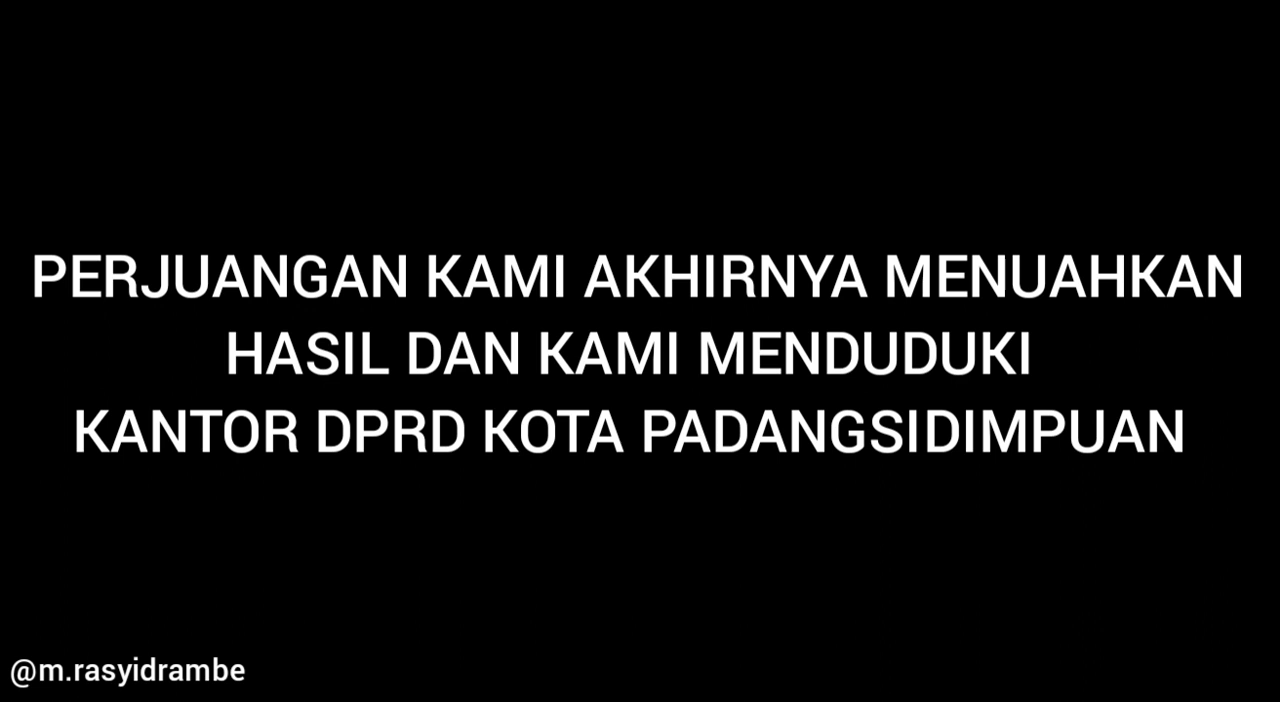 PERJUANGAN KAMI AKHIRNYA MENUAHKAN
HASIL DAN KAMI MENDUDUKI
KANTOR DPRD KOTA PADANGSIDIMPUAN
@m.rasyidrambe